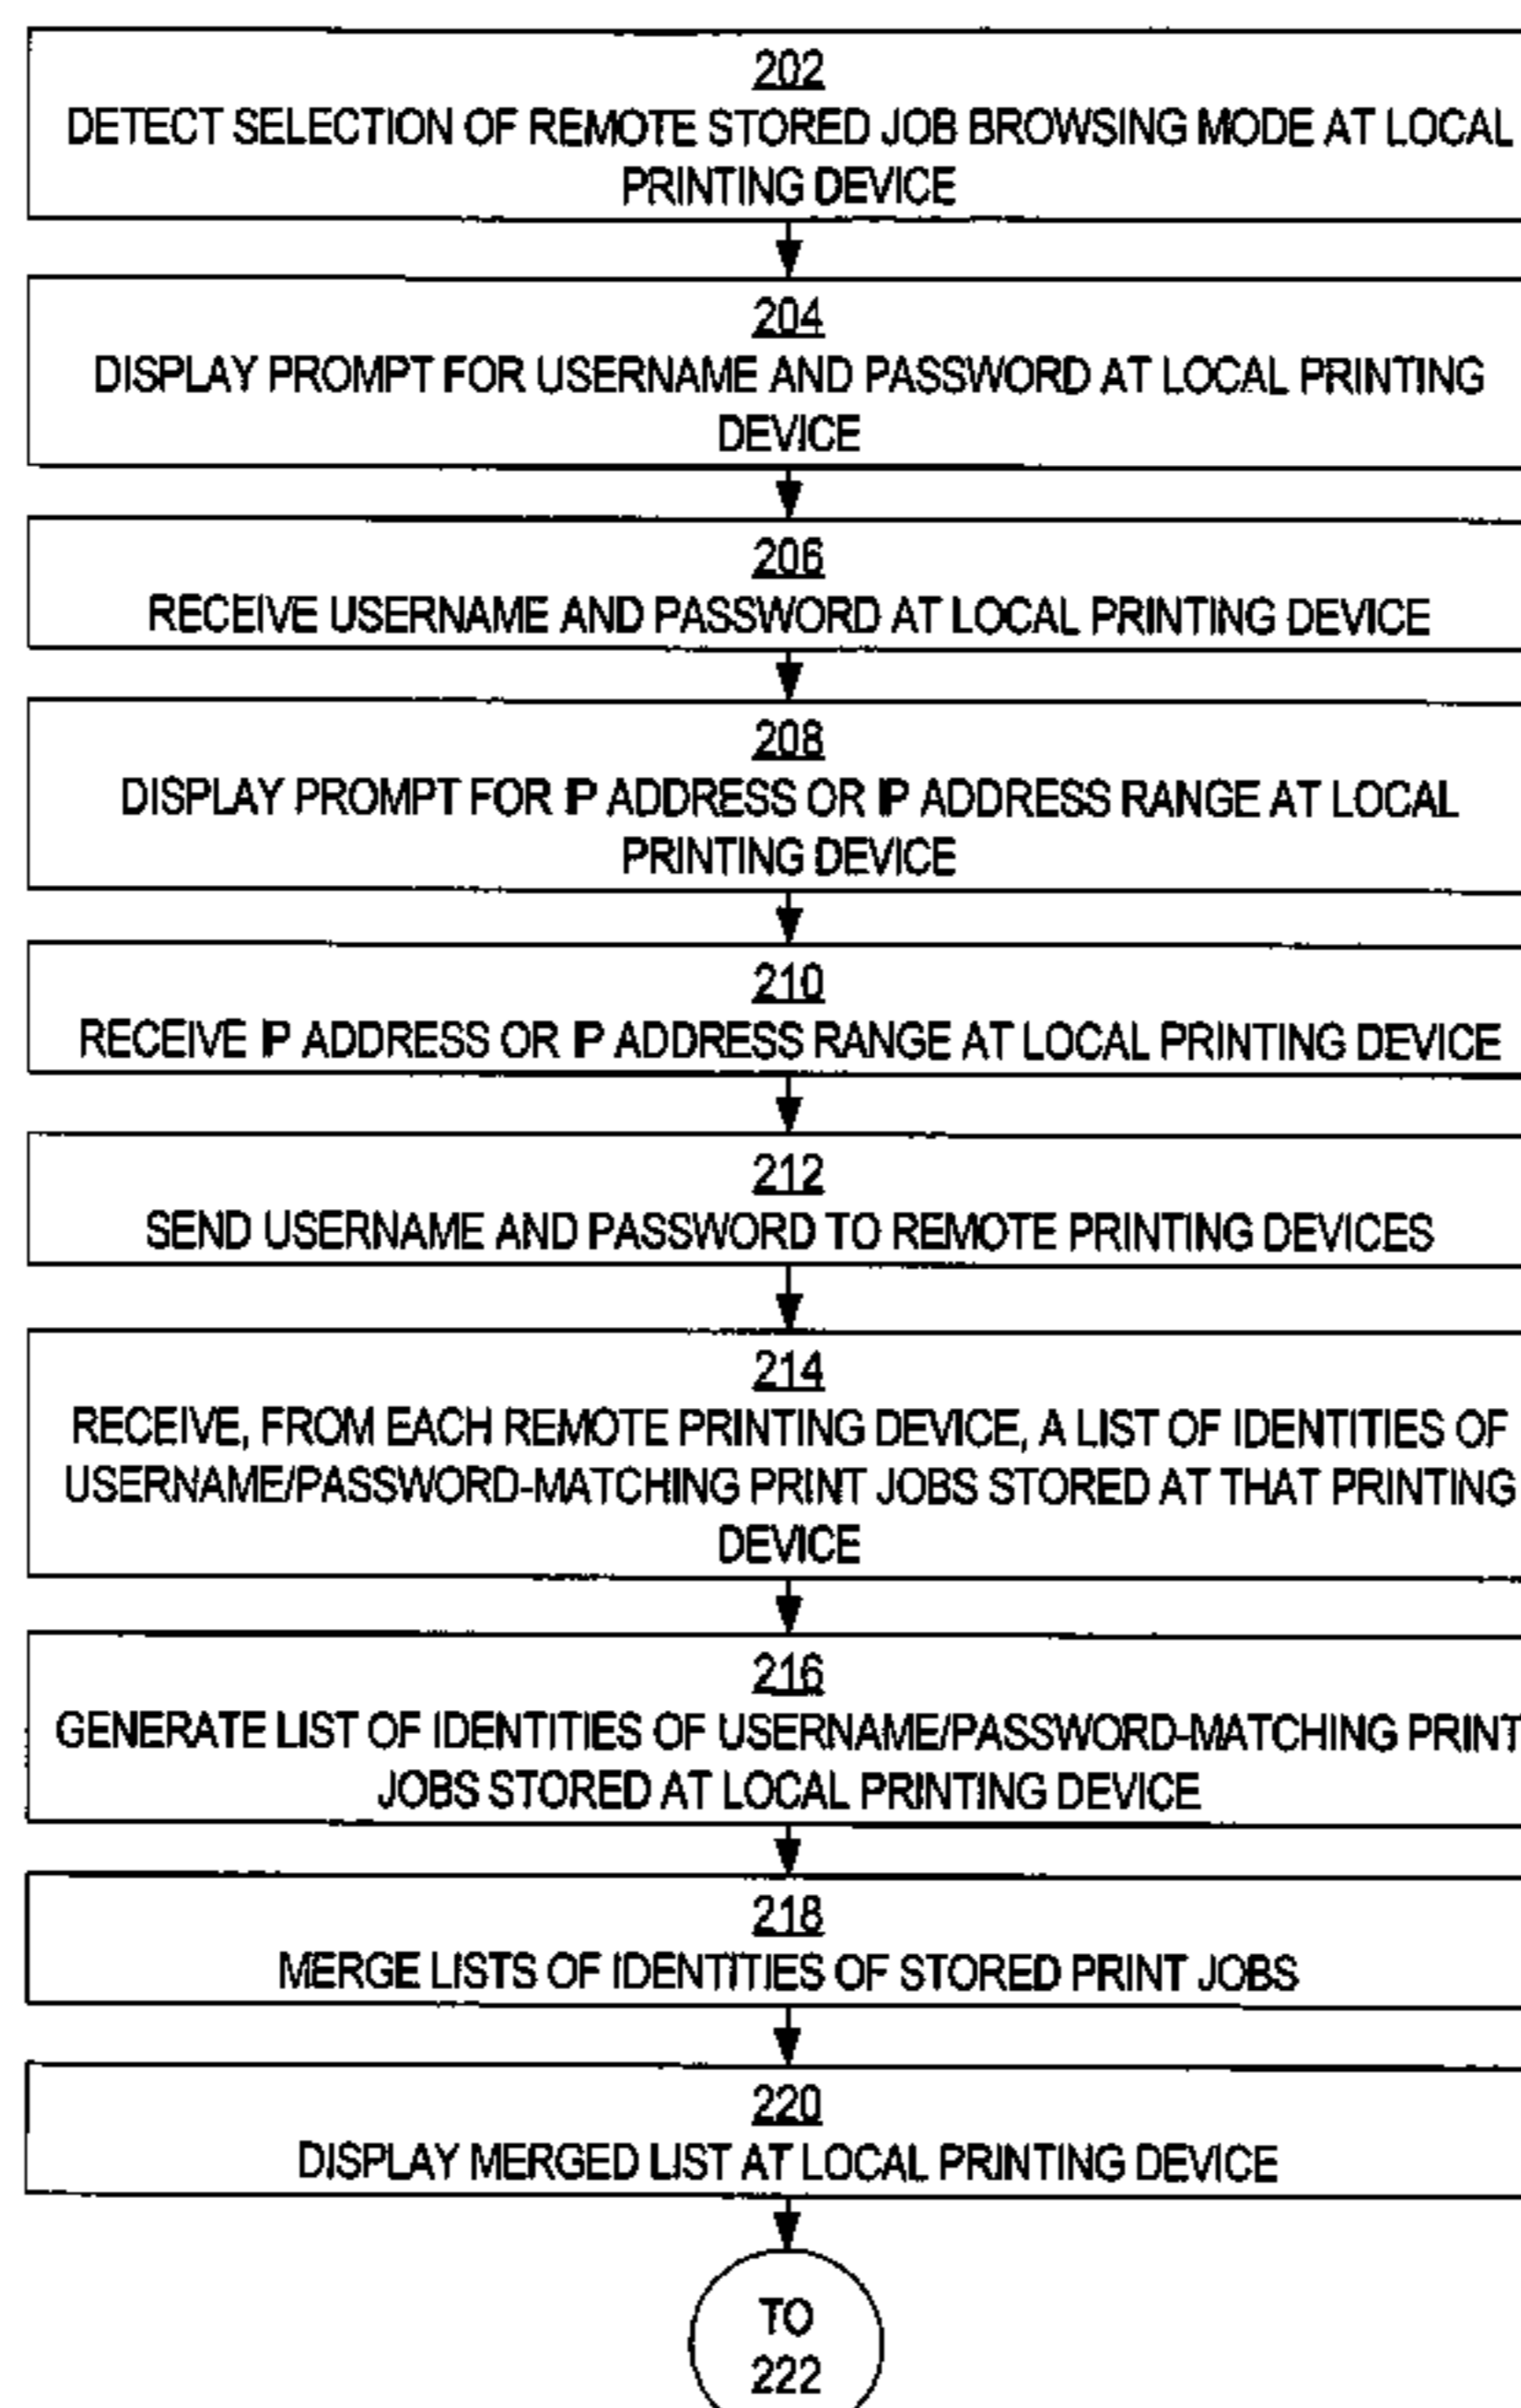 202
DETECT SELECTION OF REMOTE STORED JOB BROWSING MODE AT LOCAL
PRINTING DEVICE
204
DISPLAY PROMPT FOR USERNAME AND PASSWORD AT LOCAL PRINTING
DEVICE
206
RECEIVE USERNAME AND PASSWORD AT LOCAL PRINTING DEVICE
208
DISPLAY PROMPT FOR IP ADDRESS OR IP ADDRESS RANGE AT LOCAL
PRINTING DEVICE
210
RECEIVE IP ADDRESS OR IP ADDRESS RANGE AT LOCAL PRINTING DEVICE
212
SEND USERNAME AND PASSWORD TO REMOTE PRINTING DEVICES
214
RECEIVE, FROM EACH REMOTE PRINTING DEVICE, A LIST OF IDENTITIES OF
USERNAME/PASSWORD-MATCHING PRINT JOBS STORED AT THAT PRINTING
DEVICE
216
GENERATE LIST OF IDENTITIES OF USERNAME/PASSWORD-MATCHING PRINT
JOBS STORED AT LOCAL PRINTING DEVICE
218
MERGE LISTS OF IDENTITIES OF STORED PRINT JOBS
220
DISPLAY MERGED LIST AT LOCAL PRINTING DEVICE
TO
222